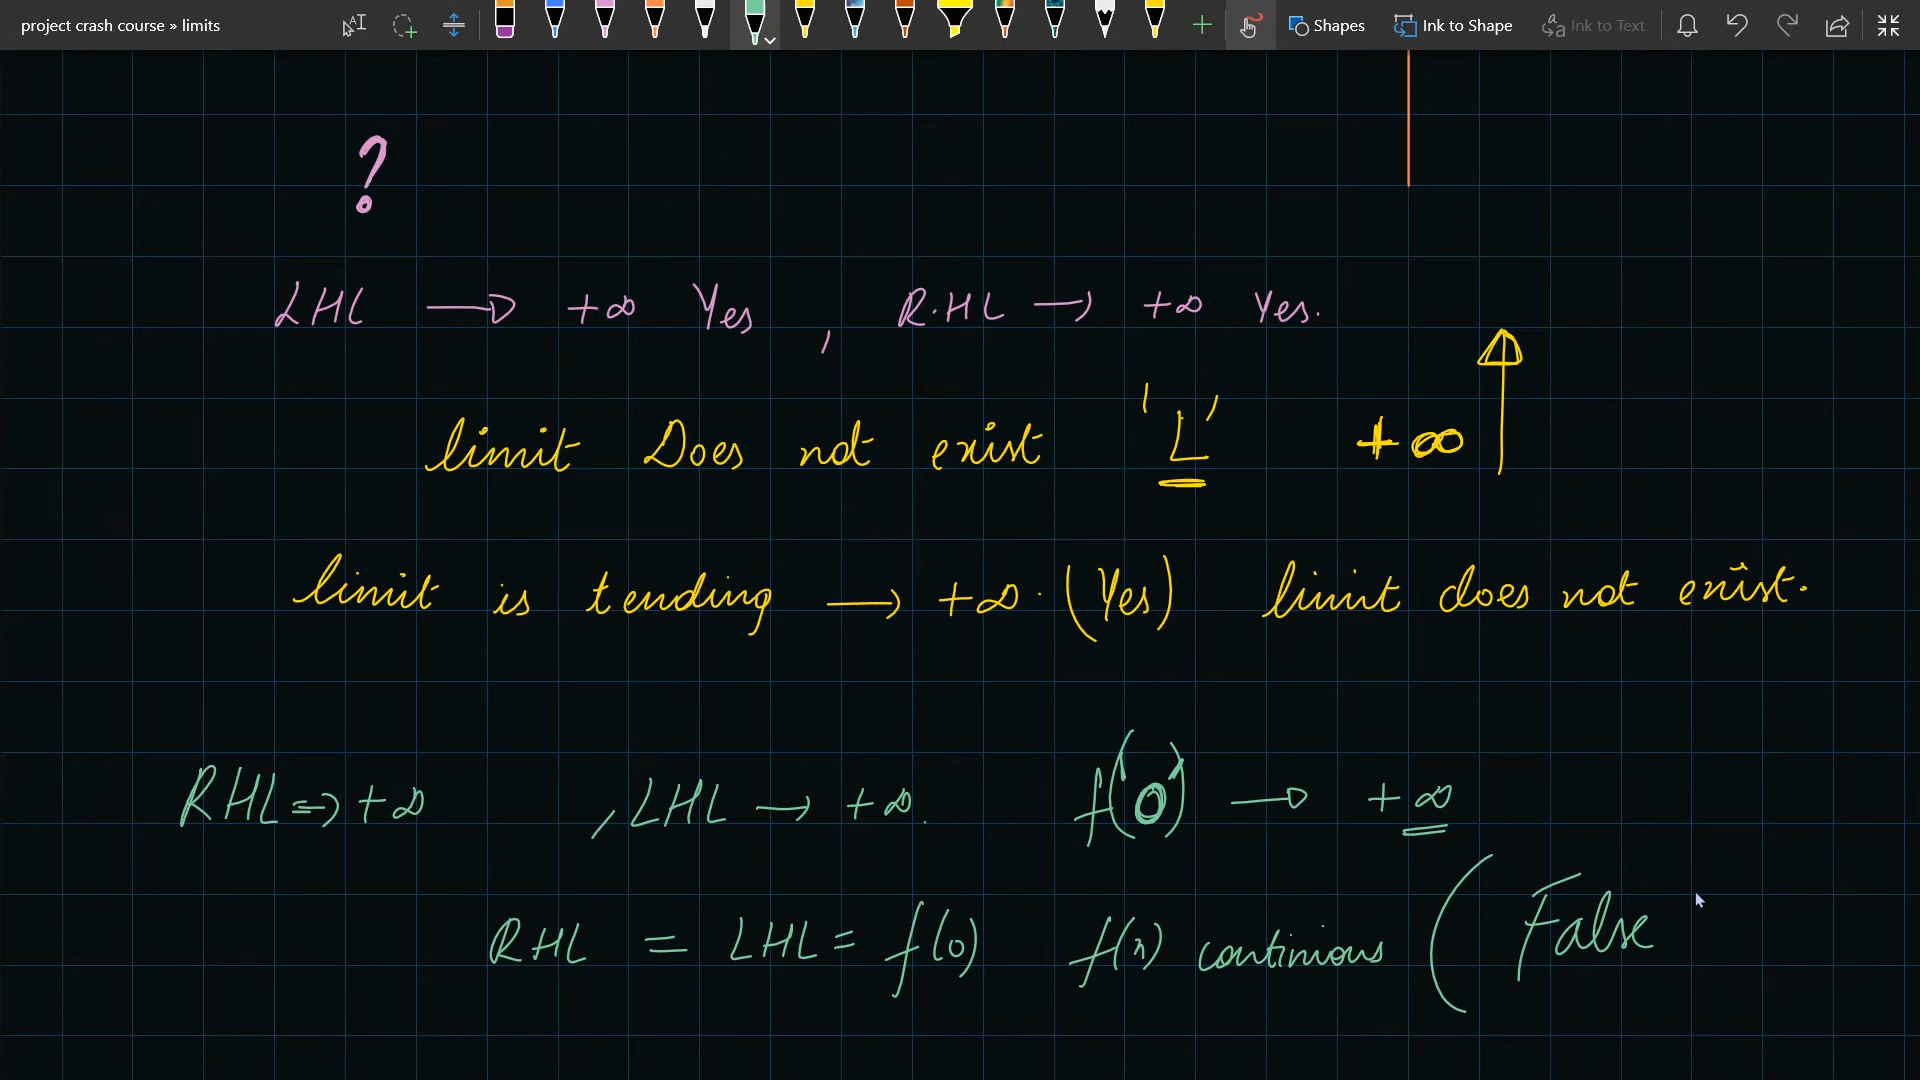 project crash course » limits
Shapes Ink to Shape Ink to Text
?
LHL → +∞ Yes , R.HL → +∞ Yes.
limit Does not exist 'L' +∞
limit is tending → +∞. (Yes) limit does not exist.
RHL ⇒ +∞ , LHL → +∞. f(0) → +∞
RHL = LHL = f(0) f(x) continious ( False